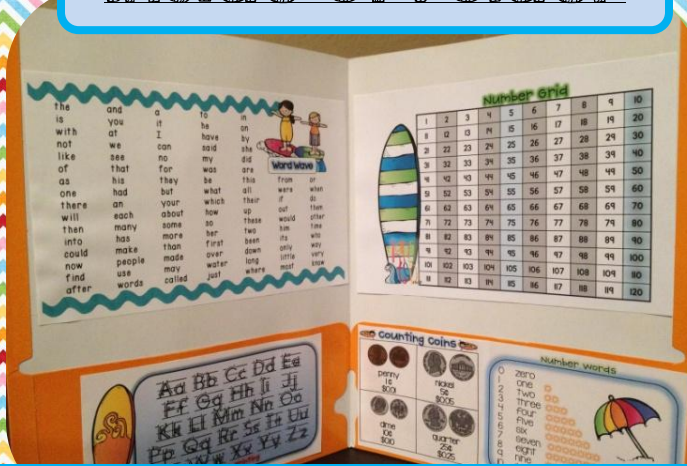 the and a to in
is you it he on
with at I have by
not we can said she
like see no my did
Word Wave
of that for was are
as his they be this from or
one had but what all were when
there an your which their if do
will each about how up out then
then many some so these would other
into has more her two him time
could make than first been its who
now people made over down only way
find use may water long little very
after words called just where most know
Number Grid
1 2 3 4 5 6 7 8 9 10
11 12 13 14 15 16 17 18 19 20
21 22 23 24 25 26 27 28 29 30
31 32 33 34 35 36 37 38 39 40
41 42 43 44 45 46 47 48 49 50
51 52 53 54 55 56 57 58 59 60
61 62 63 64 65 66 67 68 69 70
71 72 73 74 75 76 77 78 79 80
81 82 83 84 85 86 87 88 89 90
91 92 93 94 95 96 97 98 99 100
101 102 103 104 105 106 107 108 109 110
111 112 113 114 115 116 117 118 119 120
Aa Bb Cc Dd Ee
Ff Gg Hh Ii Jj
Kk Ll Mm Nn Oo
Pp Qq Rr Ss Tt Uu
Vv Ww Xx Yy Zz
Counting Coins
penny
1¢
$0.01
nickel
5¢
$0.05
dime
10¢
$0.10
quarter
25¢
$0.25
Number Words
0 zero
1 one
2 two
3 three
4 four
5 five
6 six
7 seven
8 eight
9 nine